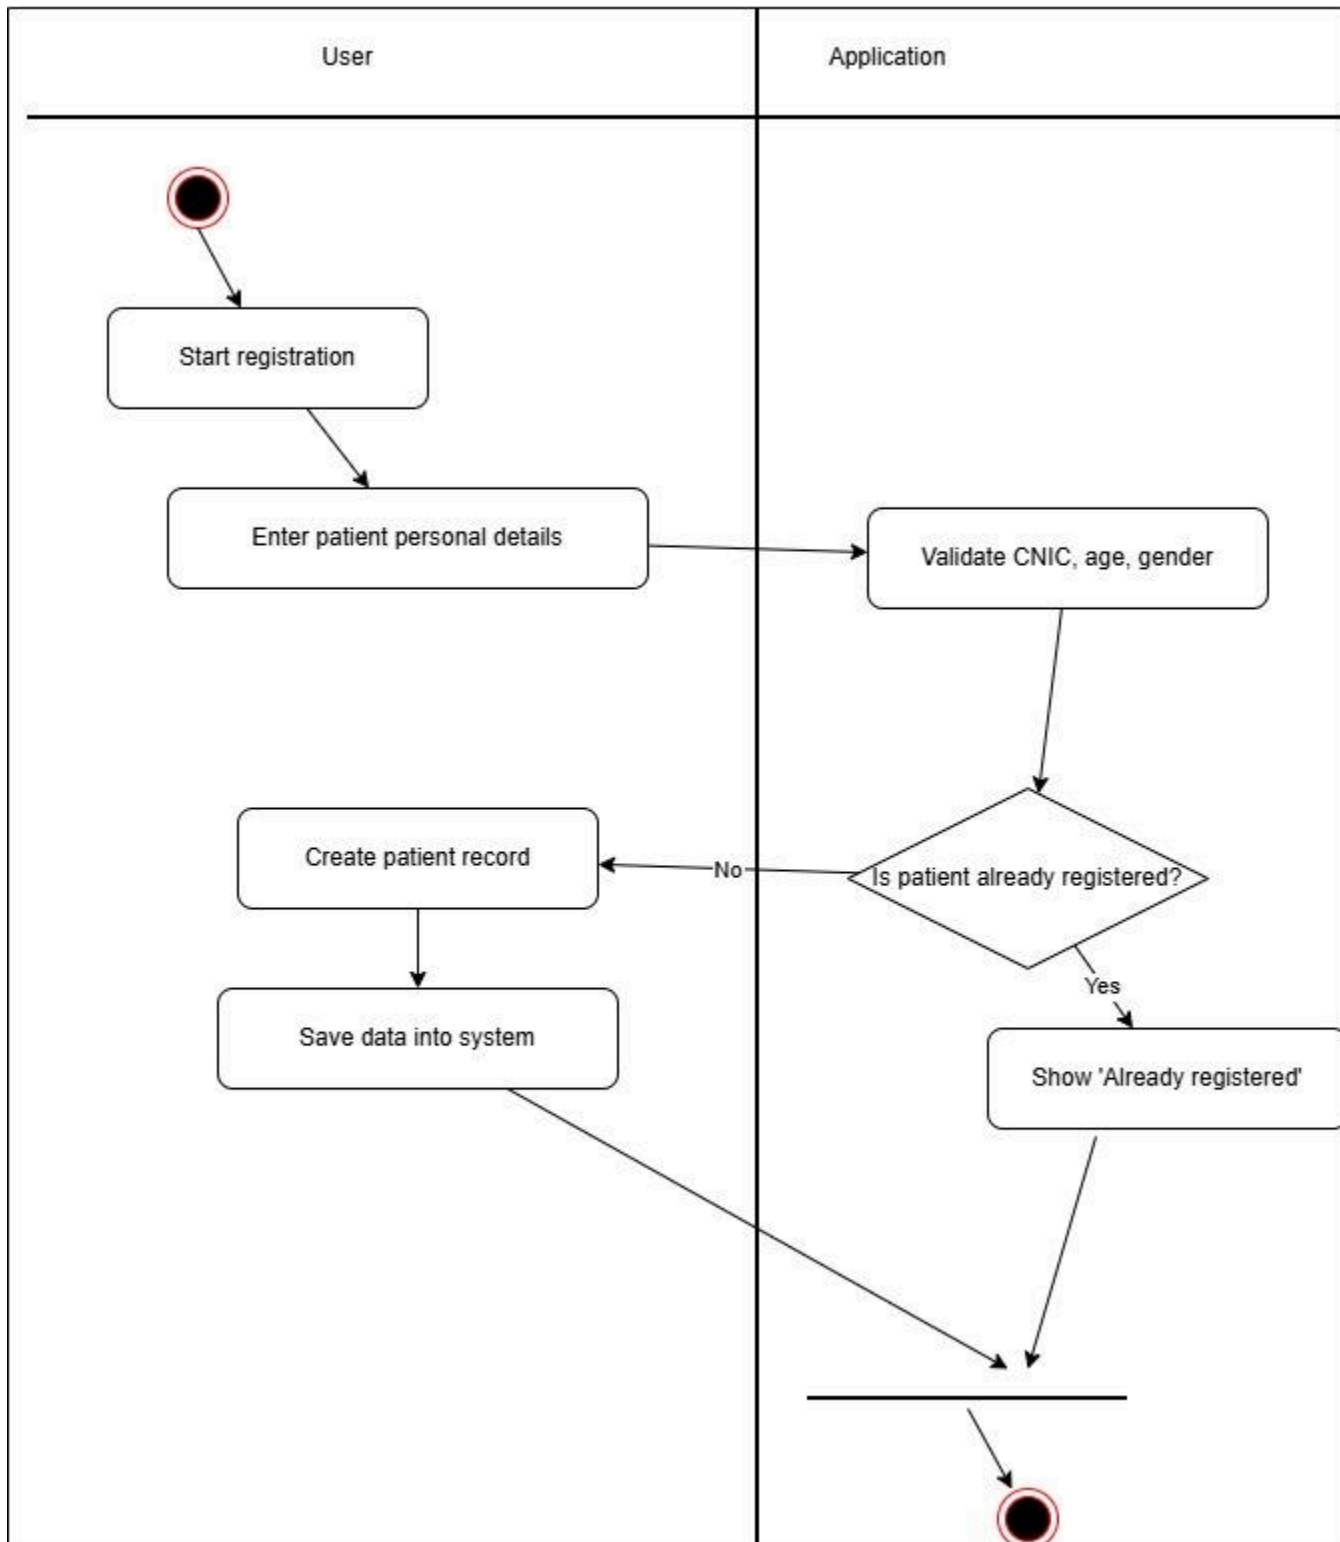 User
Application
Start registration
Enter patient personal details
Validate CNIC, age, gender
Create patient record
No
Is patient already registered?
Yes
Save data into system
Show 'Already registered'